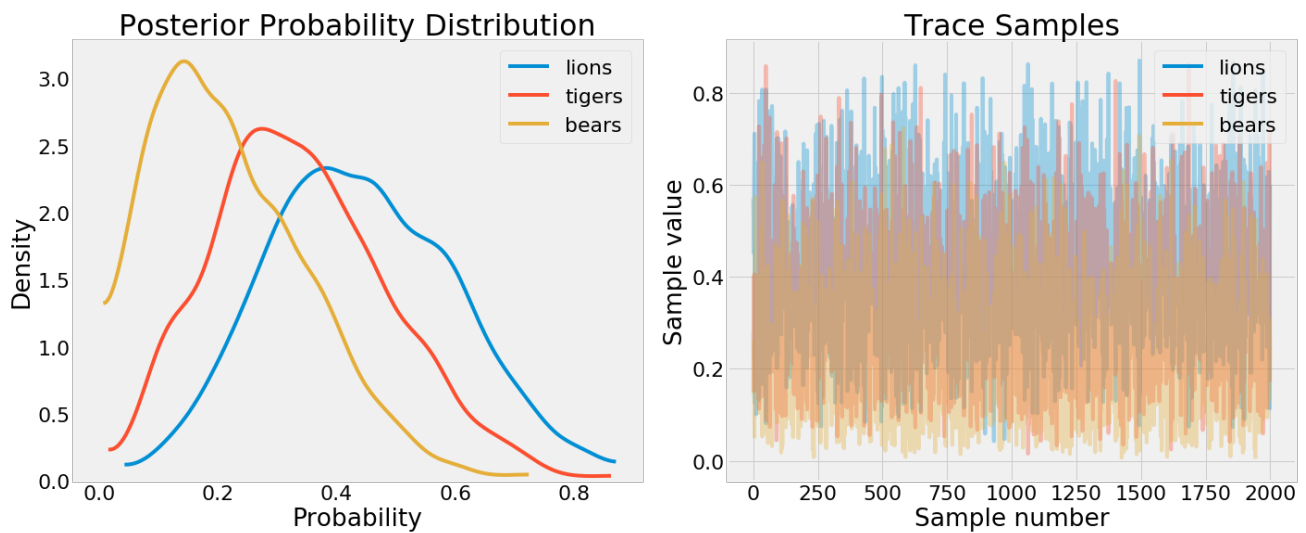 Posterior Probability Distribution
Density
3.0
2.5
2.0
1.5
1.0
0.5
0.0
lions
tigers
bears
0.0 0.2 0.4 0.6 0.8
Probability
Trace Samples
Sample value
0.8
0.6
0.4
0.2
0.0
lions
tigers
bears
0 250 500 750 1000 1250 1500 1750 2000
Sample number